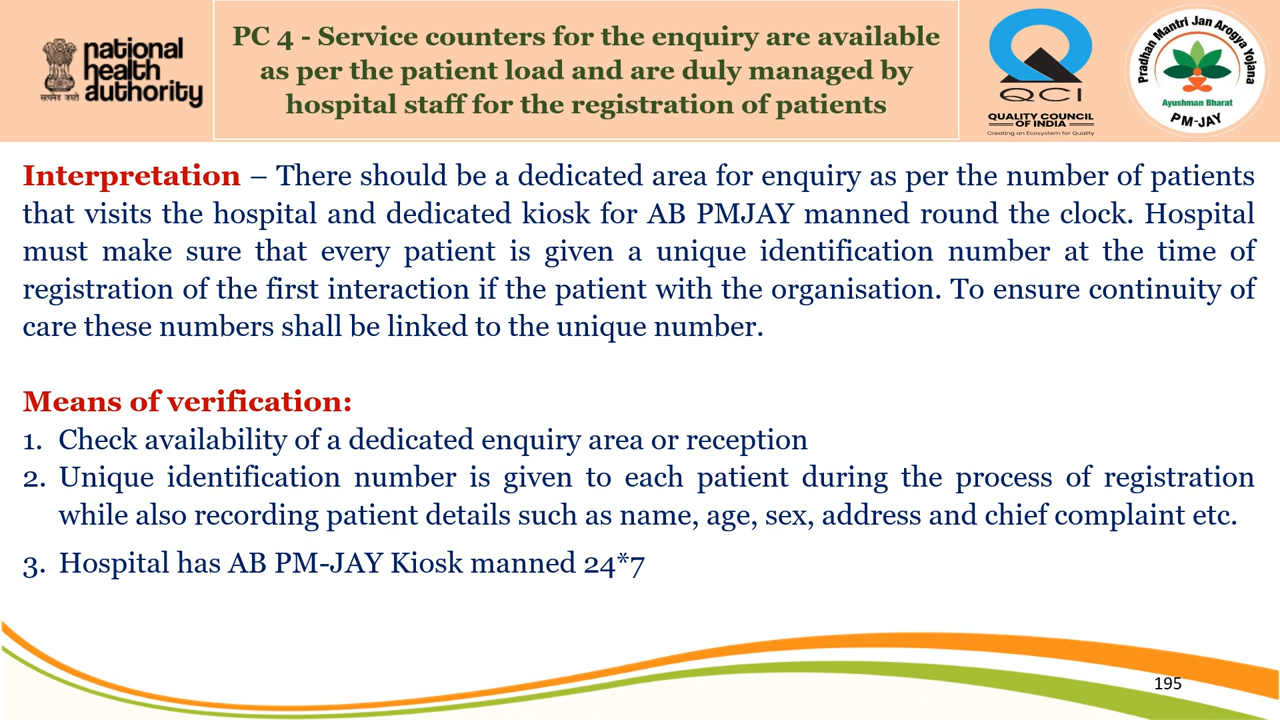 national
health
authority
सत्यमेव जयते
PC 4 - Service counters for the enquiry are available
as per the patient load and are duly managed by
hospital staff for the registration of patients
QCI
QUALITY COUNCIL
OF INDIA
Creating an Ecosystem for Quality
Pradhan Mantri Jan Arogya Yojana
Ayushman Bharat
PM-JAY
Interpretation – There should be a dedicated area for enquiry as per the number of patients
that visits the hospital and dedicated kiosk for AB PMJAY manned round the clock. Hospital
must make sure that every patient is given a unique identification number at the time of
registration of the first interaction if the patient with the organisation. To ensure continuity of
care these numbers shall be linked to the unique number.
Means of verification:
1. Check availability of a dedicated enquiry area or reception
2. Unique identification number is given to each patient during the process of registration
while also recording patient details such as name, age, sex, address and chief complaint etc.
3. Hospital has AB PM-JAY Kiosk manned 24*7
195